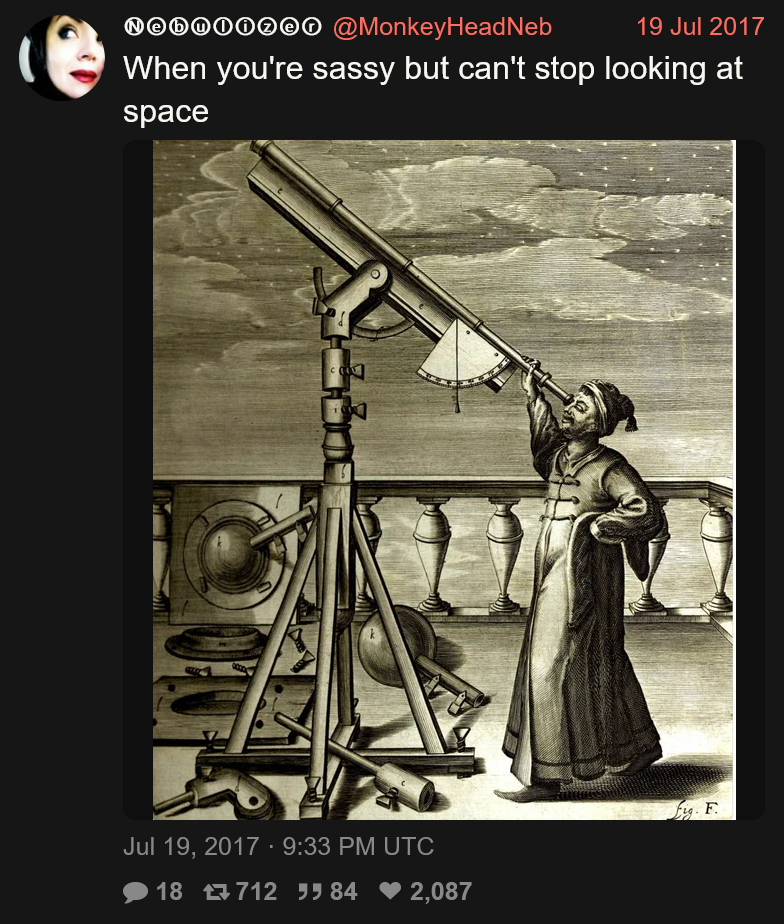 Ⓝⓔⓑⓤⓛⓘⓩⓔⓡ @MonkeyHeadNeb 19 Jul 2017
When you're sassy but can't stop looking at
space
k
k
fig. F.
Jul 19, 2017 · 9:33 PM UTC
18 712 84 2,087